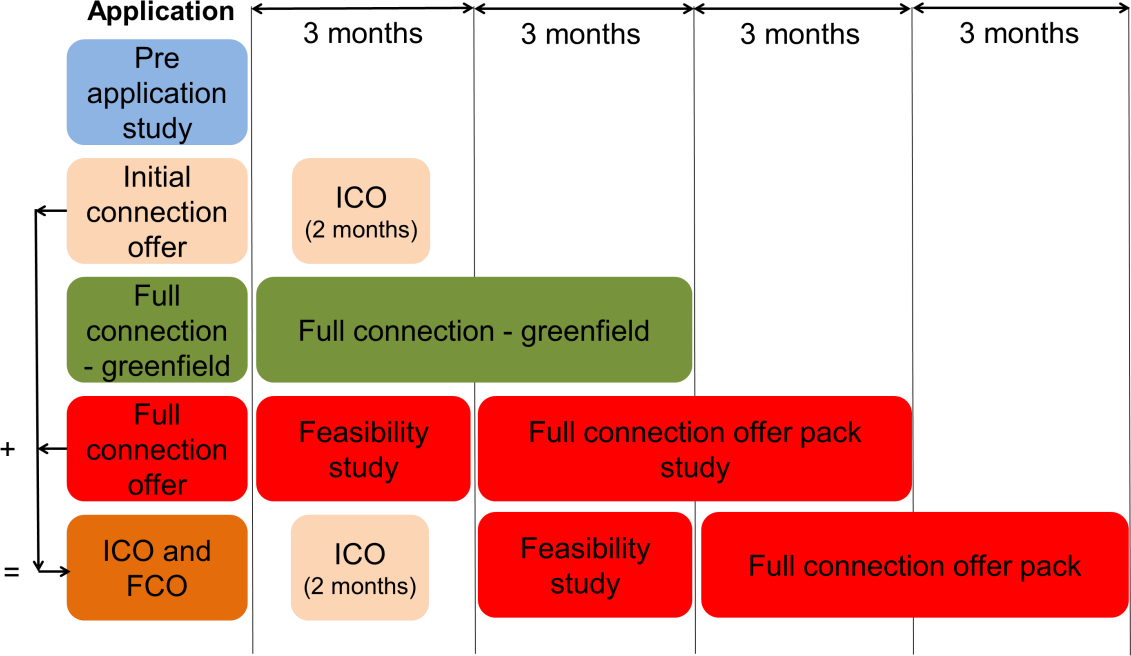 Application
3 months
3 months
3 months
3 months
Pre
application
study
Initial
connection
offer
ICO
(2 months)
Full
connection
- greenfield
Full connection - greenfield
+
Full
connection
offer
Feasibility
study
Full connection offer pack
study
=
ICO and
FCO
ICO
(2 months)
Feasibility
study
Full connection offer pack